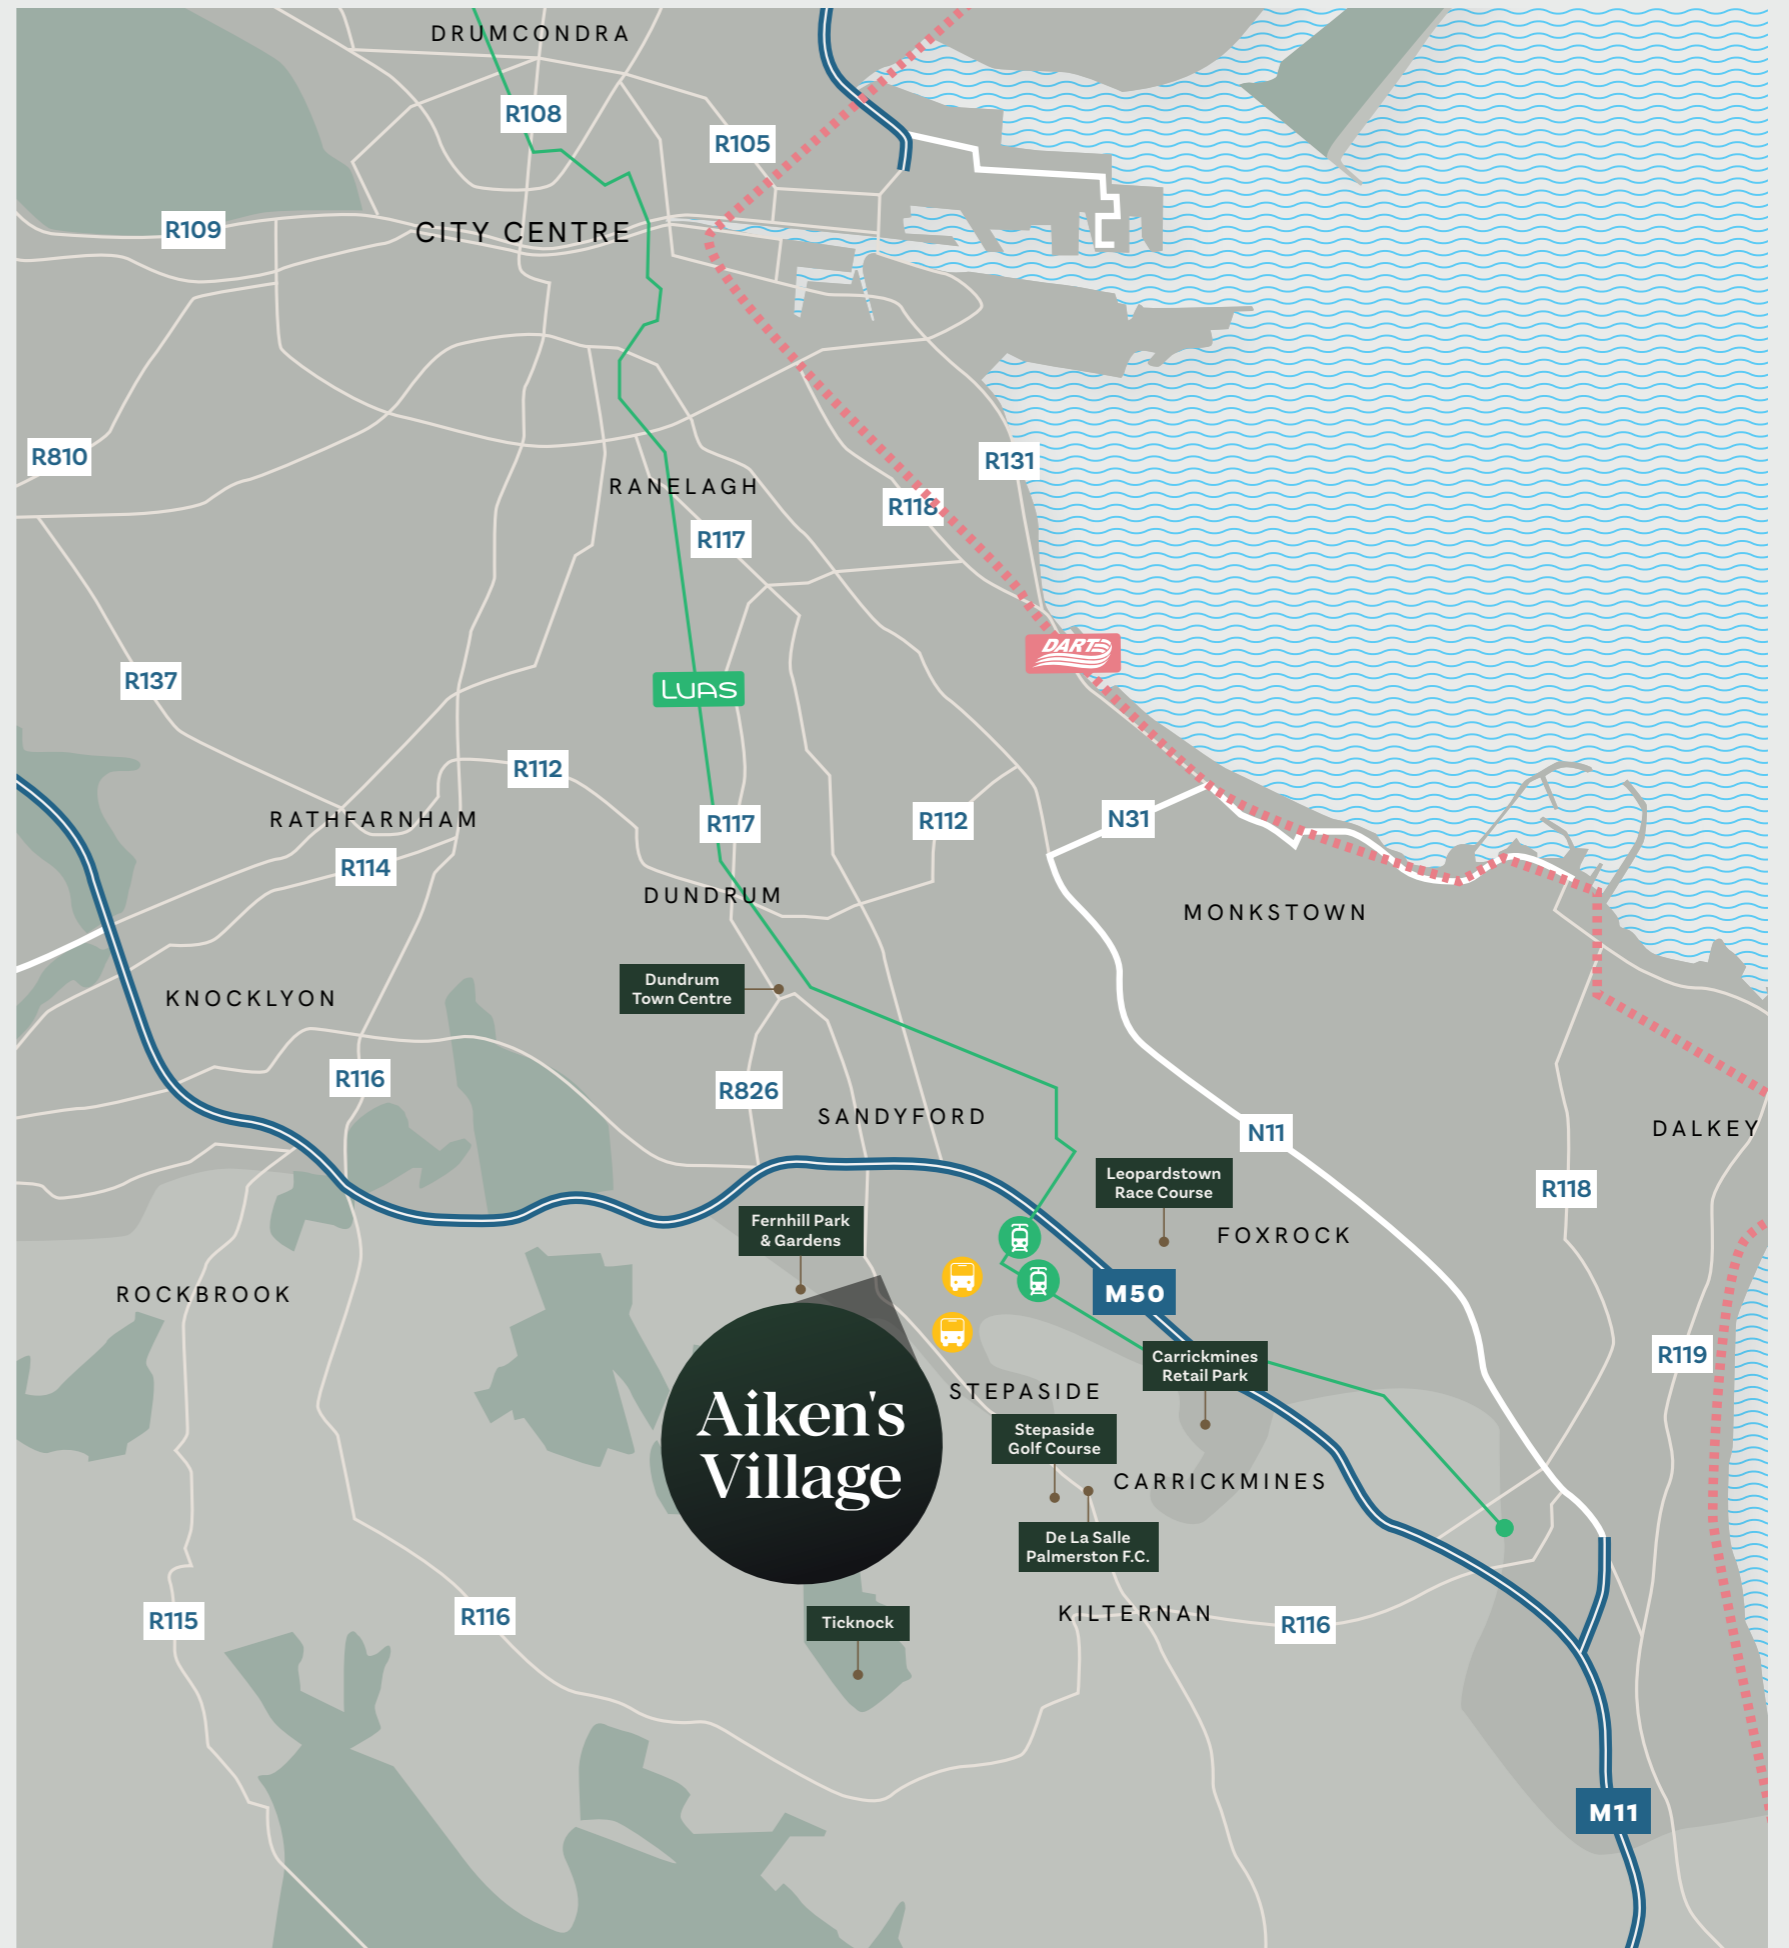 DRUMCONDRA
R108
R105
R109
CITY CENTRE
R810
R131
RANELAGH
R118
R117
DART
R137
LUAS
R112
RATHFARNHAM
R117
R112
N31
R114
DUNDRUM
MONKSTOWN
Dundrum
Town Centre
KNOCKLYON
R116
R826
SANDYFORD
N11
DALKEY
Leopardstown
Race Course
R118
Fernhill Park
& Gardens
FOXROCK
ROCKBROOK
M50
Carrickmines
Retail Park
R119
STEPASIDE
Aiken's
Village
Stepaside
Golf Course
CARRICKMINES
De La Salle
Palmerston F.C.
R115
R116
Ticknock
KILTERNAN
R116
M11